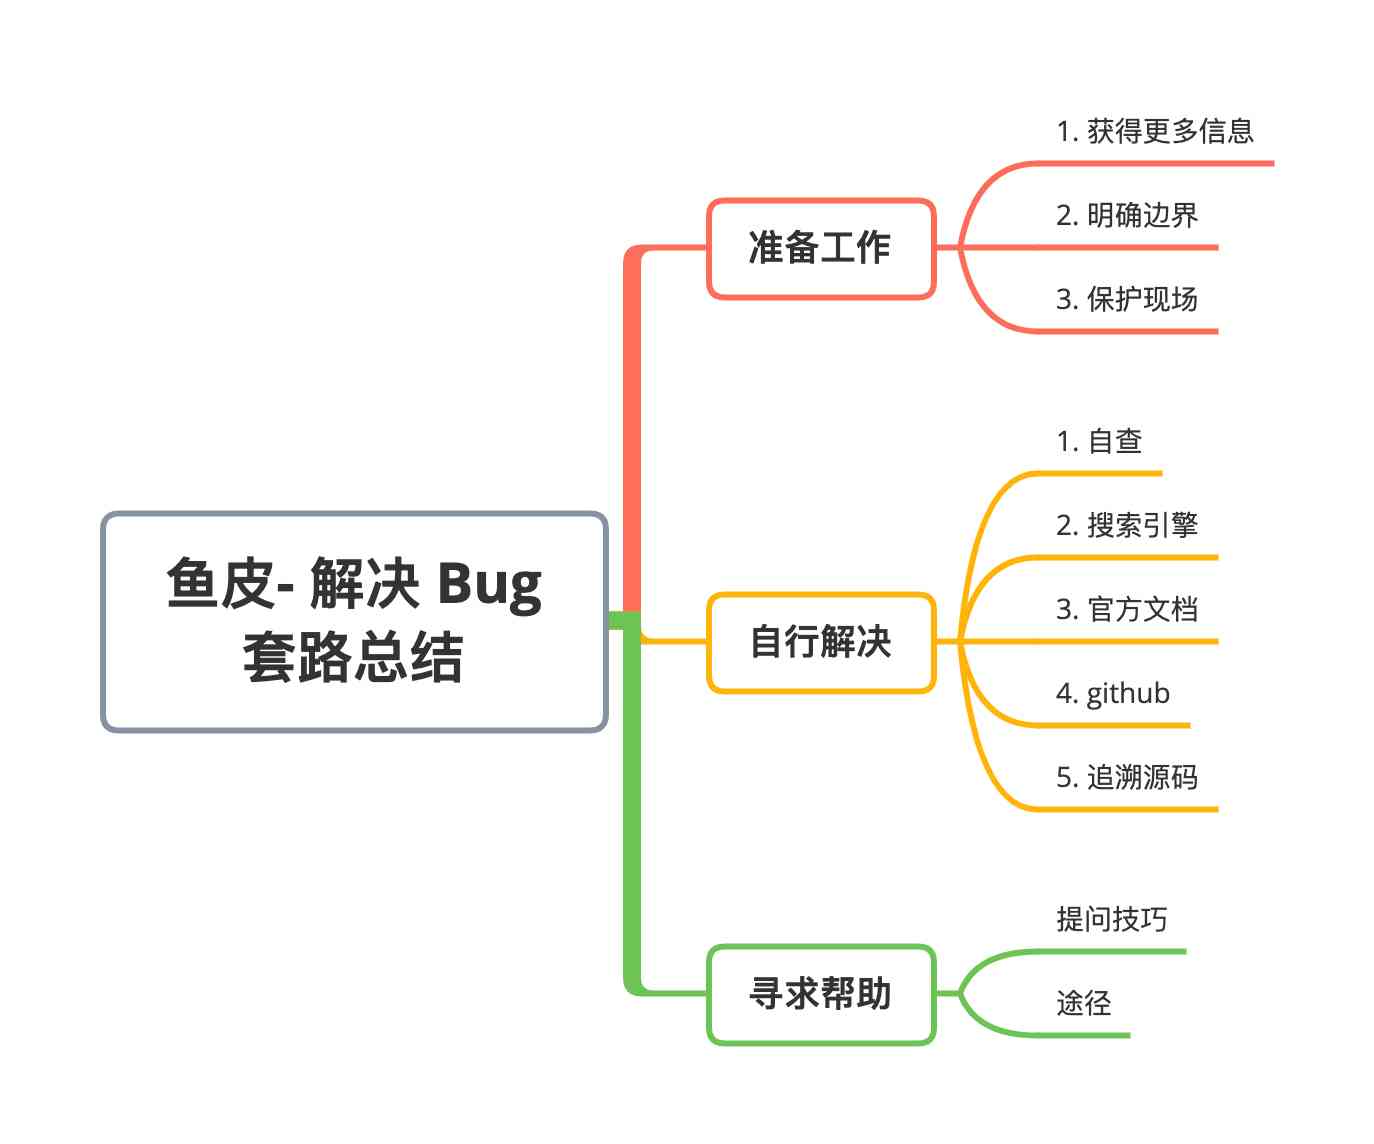 鱼皮- 解决 Bug
套路总结
准备工作
1. 获得更多信息
2. 明确边界
3. 保护现场
自行解决
1. 自查
2. 搜索引擎
3. 官方文档
4. github
5. 追溯源码
寻求帮助
提问技巧
途径